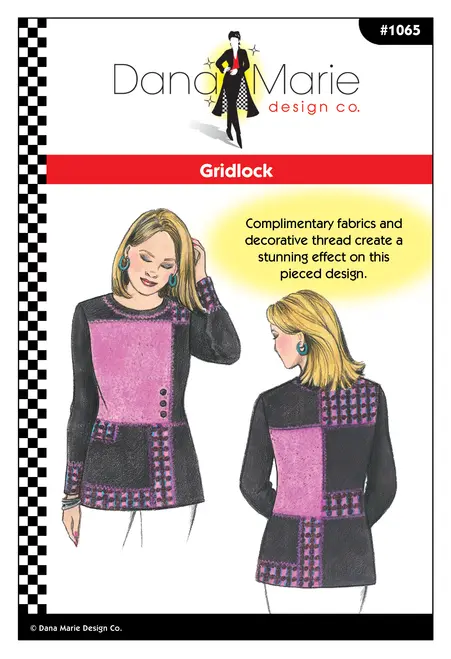 #1065
Dana Marie
design co.
Gridlock
Complimentary fabrics and
decorative thread create a
stunning effect on this
pieced design.
© Dana Marie Design Co.